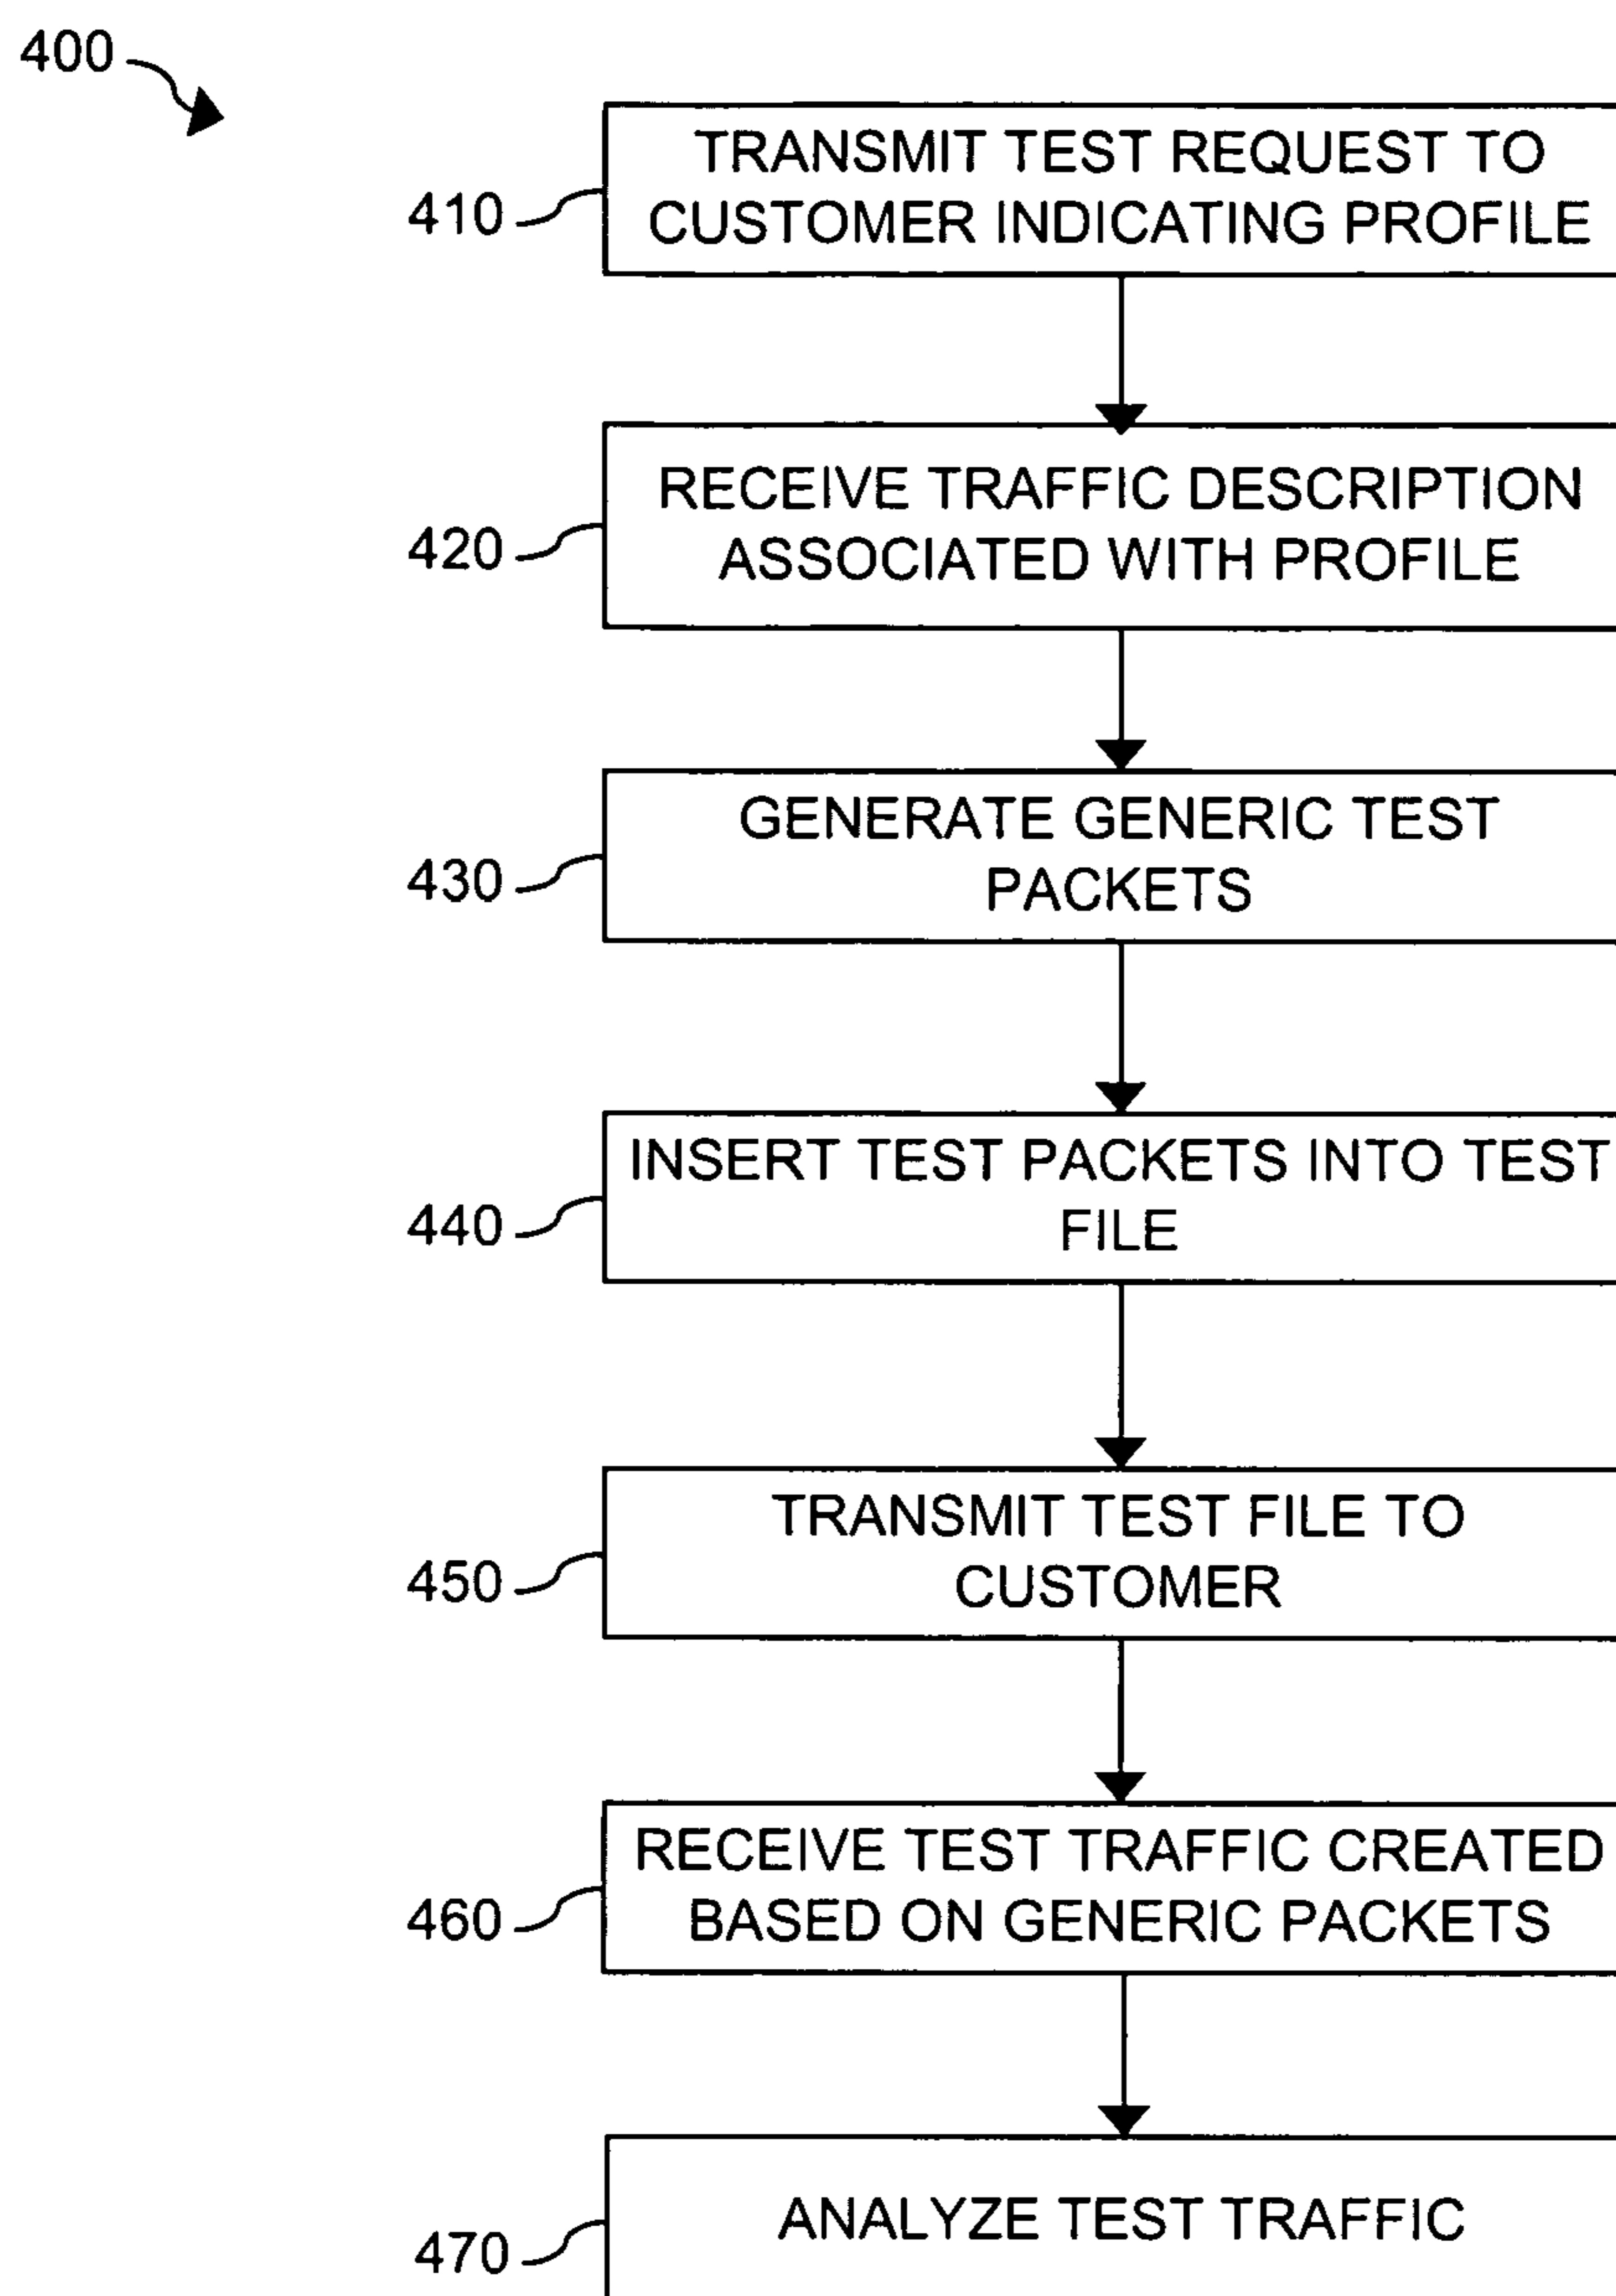 400
TRANSMIT TEST REQUEST TO
CUSTOMER INDICATING PROFILE
410
RECEIVE TRAFFIC DESCRIPTION
ASSOCIATED WITH PROFILE
420
GENERATE GENERIC TEST
PACKETS
430
INSERT TEST PACKETS INTO TEST
FILE
440
TRANSMIT TEST FILE TO
CUSTOMER
450
RECEIVE TEST TRAFFIC CREATED
BASED ON GENERIC PACKETS
460
ANALYZE TEST TRAFFIC
470